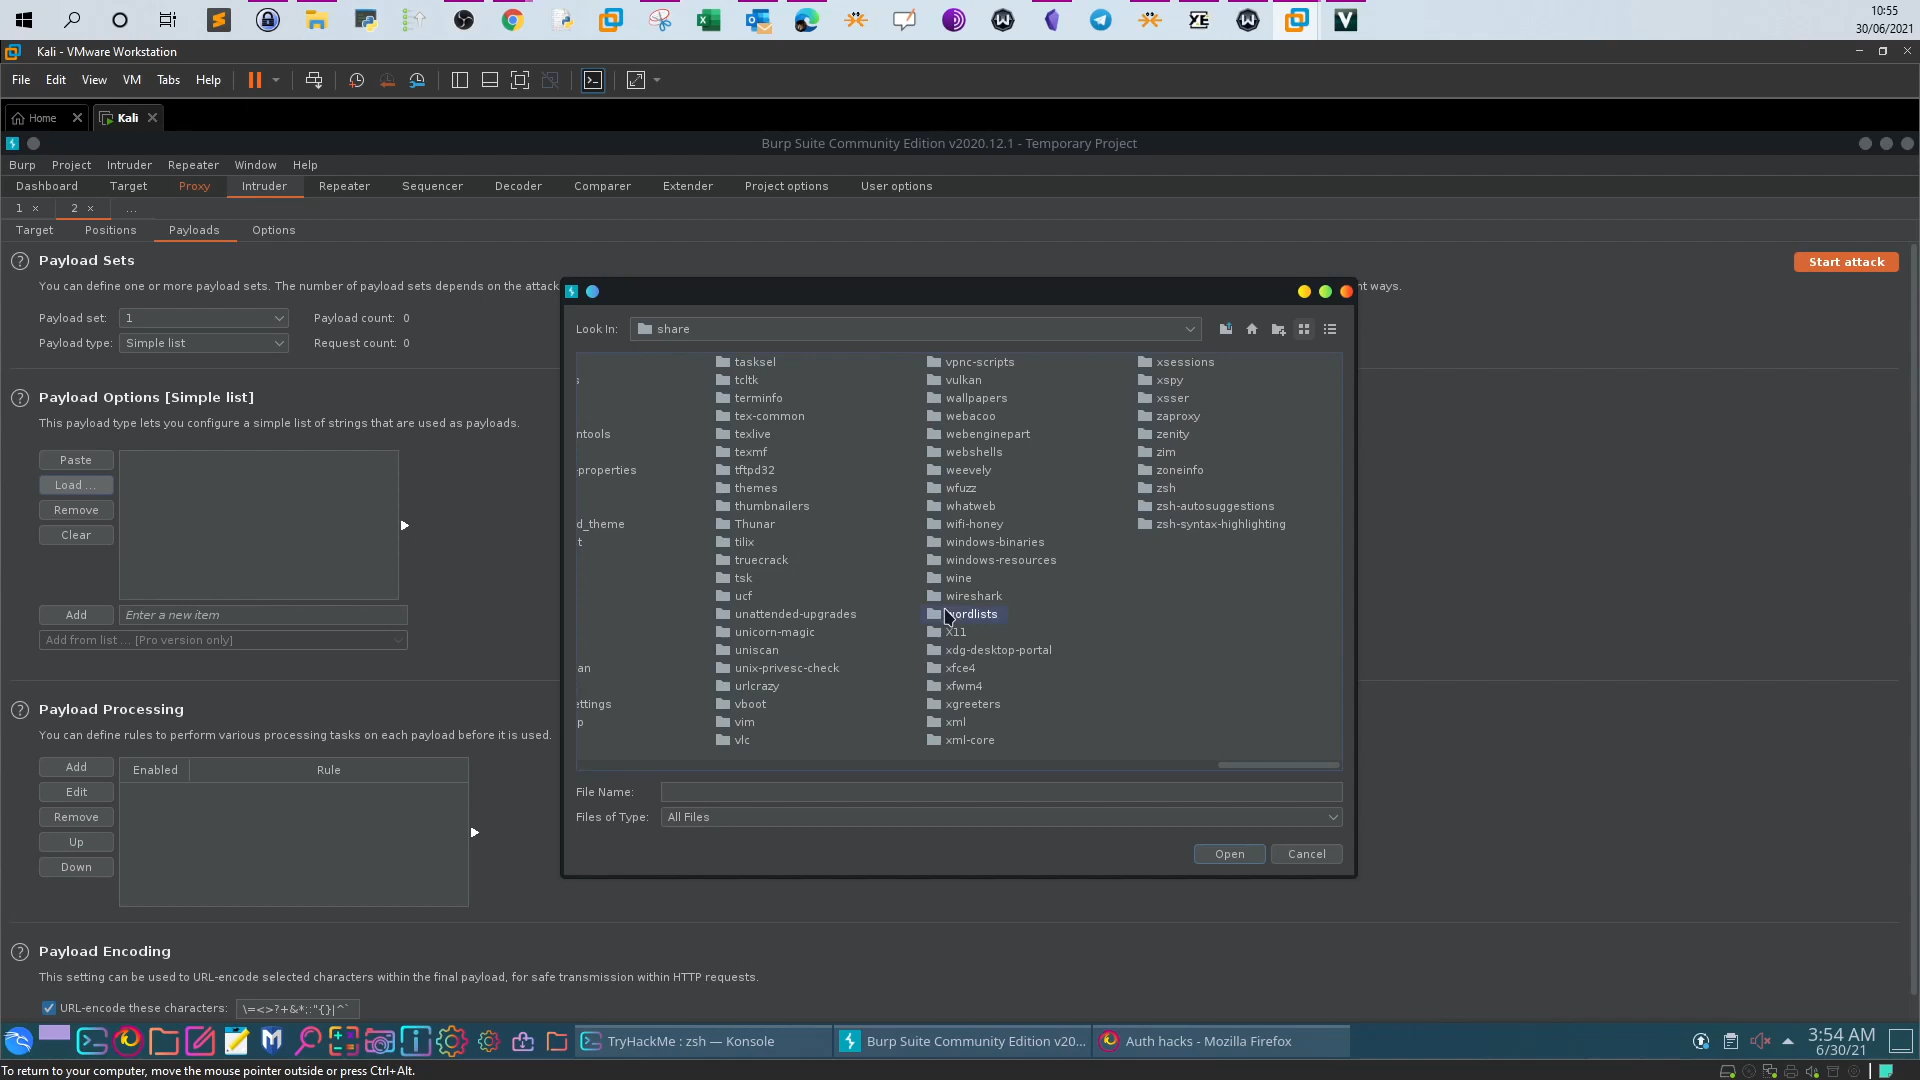 10:55
30/06/2021
Kali - VMware Workstation
File Edit View VM Tabs Help
Home Kali
Burp Suite Community Edition v2020.12.1 - Temporary Project
Burp Project Intruder Repeater Window Help
Dashboard Target Proxy Intruder Repeater Sequencer Decoder Comparer Extender Project options User options
1 × 2 × ...
Target Positions Payloads Options
Payload Sets
Start attack
You can define one or more payload sets. The number of payload sets depends on the attack
nt ways.
Payload set: 1 Payload count: 0
Payload type: Simple list Request count: 0
Payload Options [Simple list]
This payload type lets you configure a simple list of strings that are used as payloads.
Paste
Load ...
Remove
Clear
Add Enter a new item
Add from list ... [Pro version only]
Payload Processing
You can define rules to perform various processing tasks on each payload before it is used.
Add Enabled Rule
Edit
Remove
Up
Down
Payload Encoding
This setting can be used to URL-encode selected characters within the final payload, for safe transmission within HTTP requests.
URL-encode these characters:
Look In: share
s
ntools
-properties
d_theme
t
an
ettings
p
tasksel
tcltk
terminfo
tex-common
texlive
texmf
tftpd32
themes
thumbnailers
Thunar
tilix
truecrack
tsk
ucf
unattended-upgrades
unicorn-magic
uniscan
unix-privesc-check
urlcrazy
vboot
vim
vlc
vpnc-scripts
vulkan
wallpapers
webacoo
webenginepart
webshells
weevely
wfuzz
whatweb
wifi-honey
windows-binaries
windows-resources
wine
wireshark
wordlists
X11
xdg-desktop-portal
xfce4
xfwm4
xgreeters
xml
xml-core
xsessions
xspy
xsser
zaproxy
zenity
zim
zoneinfo
zsh
zsh-autosuggestions
zsh-syntax-highlighting
File Name:
Files of Type: All Files
Open Cancel
TryHackMe : zsh — Konsole
Burp Suite Community Edition v20...
Auth hacks - Mozilla Firefox
3:54 AM
6/30/21
To return to your computer, move the mouse pointer outside or press Ctrl+Alt.